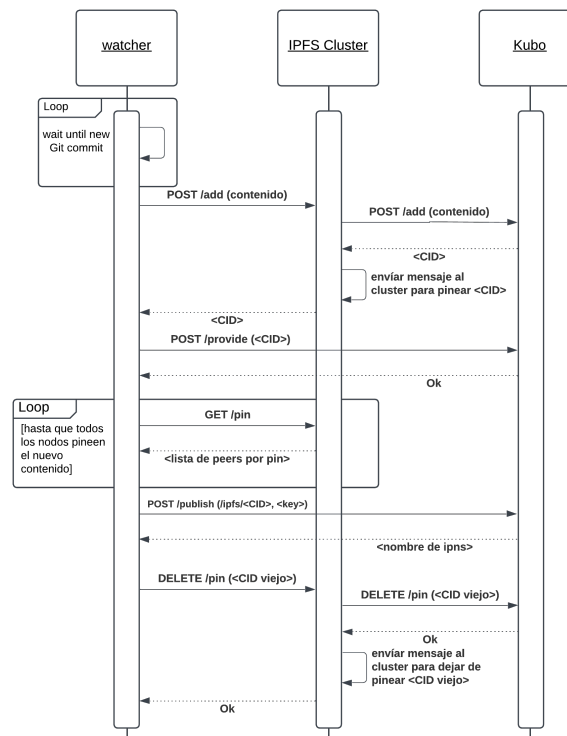 watcher
IPFS Cluster
Kubo
Loop
wait until new
Git commit
POST /add (contenido)
POST /add (contenido)
<CID>
envíar mensaje al
cluster para pinear <CID>
<CID>
POST /provide (<CID>)
Ok
Loop
[hasta que todos
los nodos pineen
el nuevo
contenido]
GET /pin
<lista de peers por pin>
POST /publish (/ipfs/<CID>, <key>)
<nombre de ipns>
DELETE /pin (<CID viejo>)
DELETE /pin (<CID viejo>)
Ok
envíar mensaje al
cluster para dejar de
pinear <CID viejo>
Ok